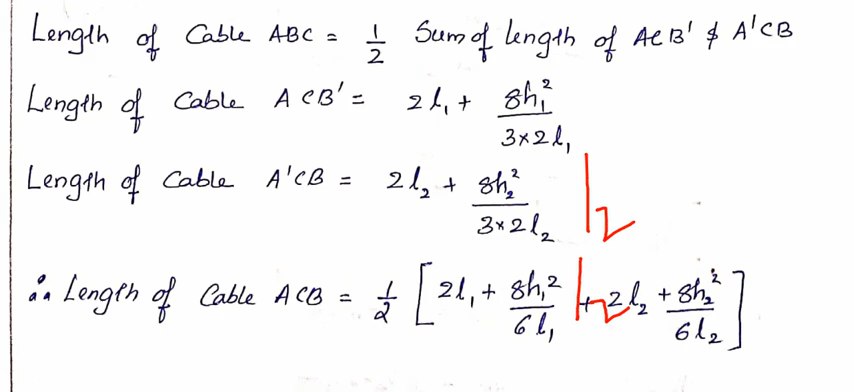 Length of Cable ABC = 1/2 Sum of length of ACB' & A'CB
Length of Cable ACB' = 2l₁ + 8h₁²/3×2l₁
Length of Cable A'CB = 2l₂ + 8h₂²/3×2l₂
∴ Length of Cable ACB = 1/2 [2l₁ + 8h₁²/6l₁ + 2l₂ + 8h₂²/6l₂]